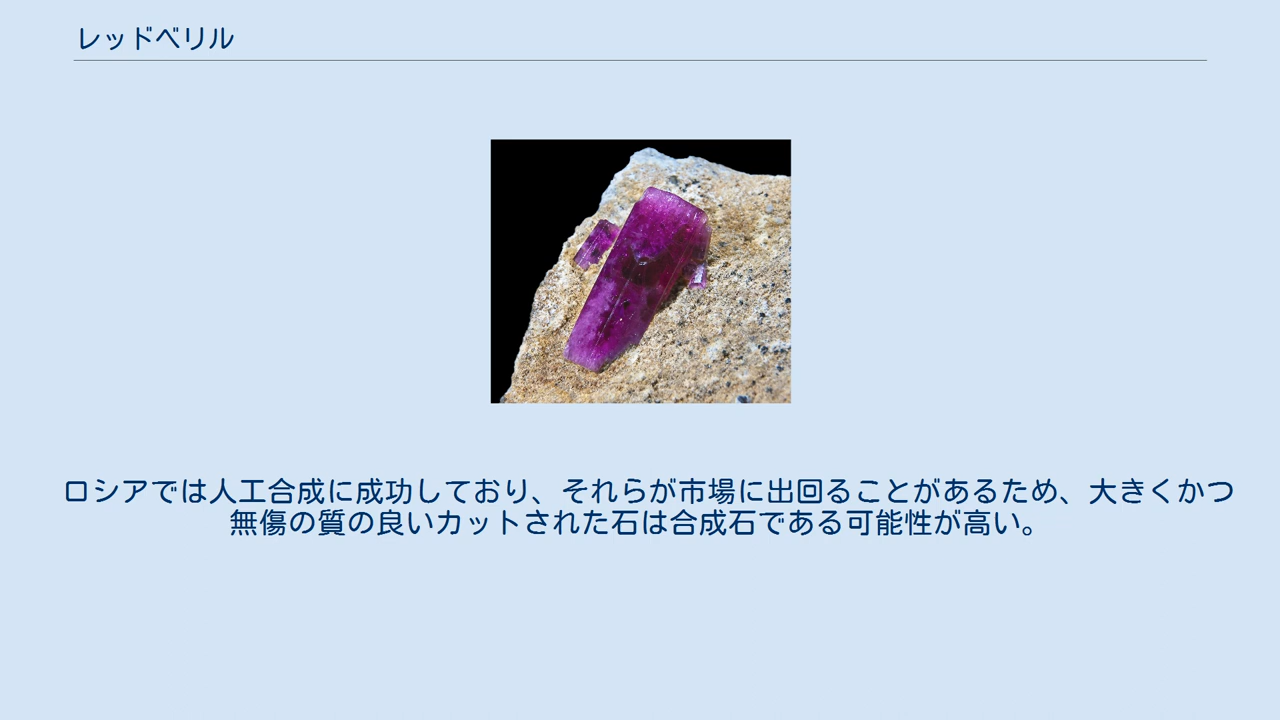 レッドベリル
ロシアでは人工合成に成功しており、それらが市場に出回ることがあるため、大きくかつ
無傷の質の良いカットされた石は合成石である可能性が高い。